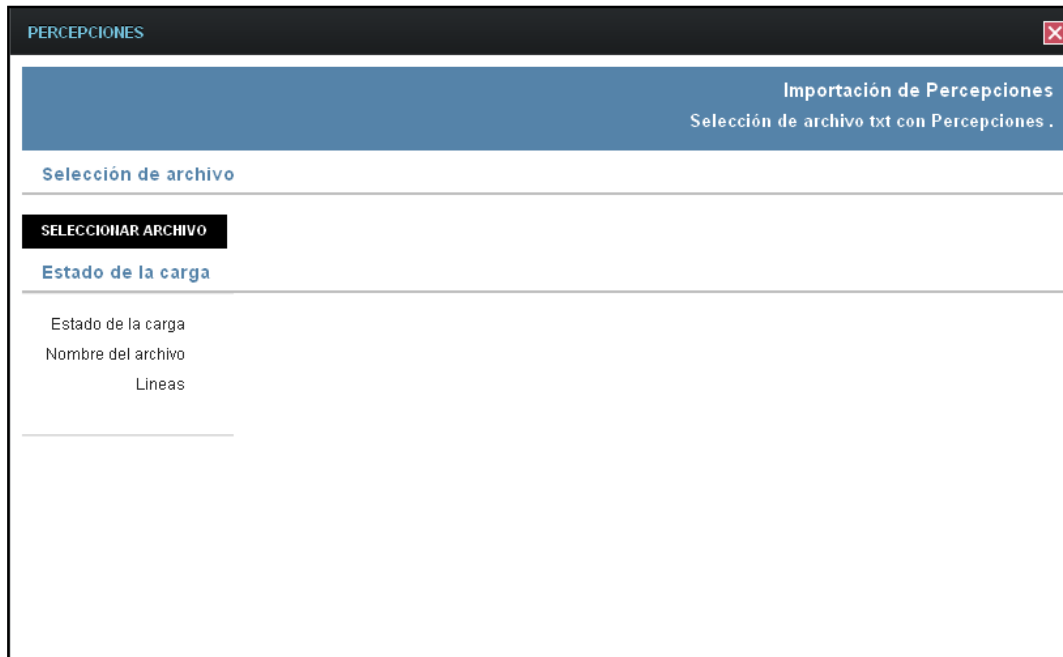 PERCEPCIONES
Importación de Percepciones
Selección de archivo txt con Percepciones .
Selección de archivo
SELECCIONAR ARCHIVO
Estado de la carga
Estado de la carga
Nombre del archivo
Lineas